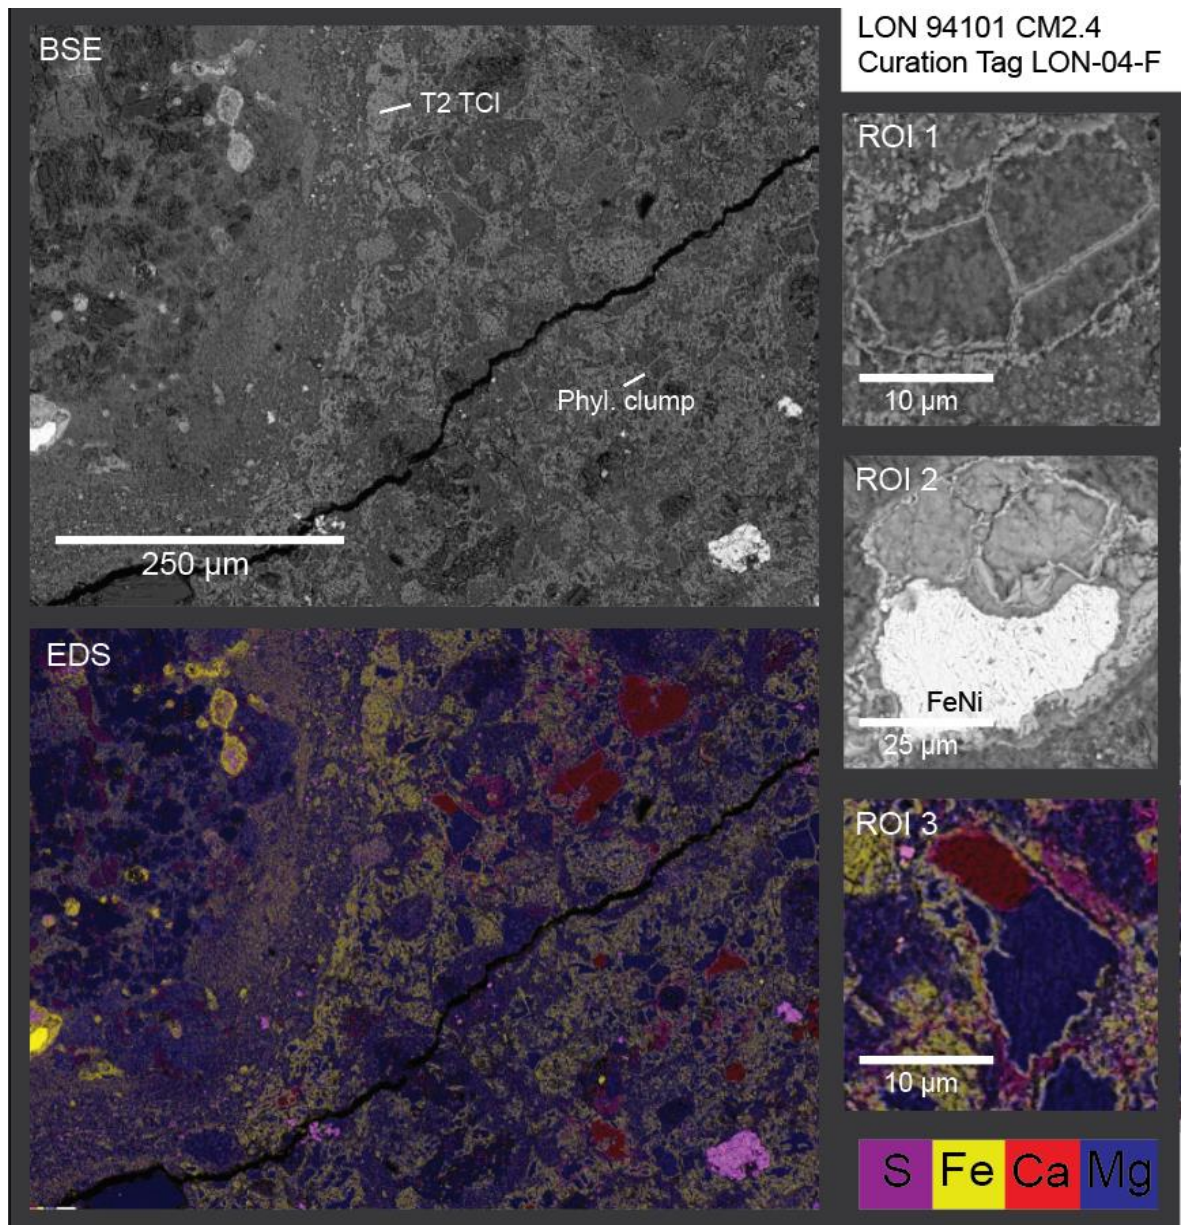 LON 94101 CM2.4
Curation Tag LON-04-F
BSE
T2 TCI
Phyl. clump
250 µm
ROI 1
10 µm
ROI 2
FeNi
25 µm
EDS
ROI 3
10 µm
S Fe Ca Mg